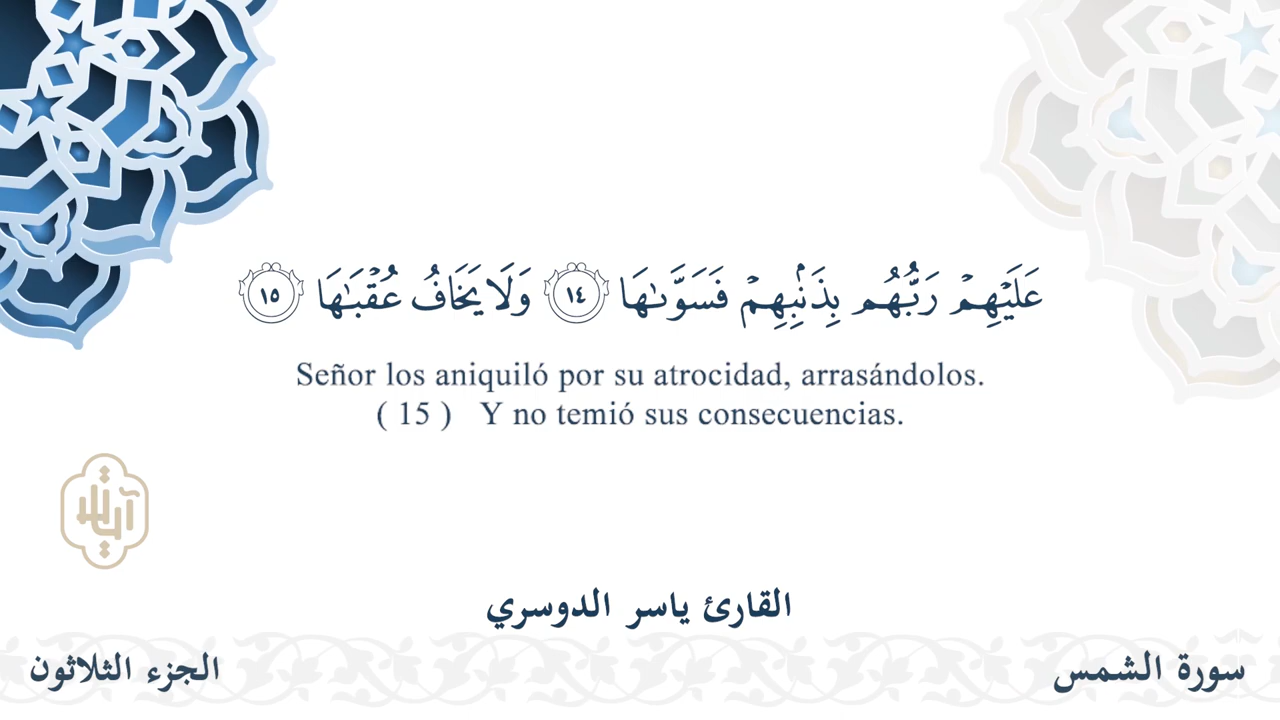 عَلَيْهِمْ رَبُّهُم بِذَنۢبِهِمْ فَسَوَّىٰهَا ١٤ وَلَا يَخَافُ عُقْبَٰهَا ١٥
Señor los aniquiló por su atrocidad, arrasándolos.
( 15 ) Y no temió sus consecuencias.
القارئ ياسر الدوسري
سورة الشمس
الجزء الثلاثون